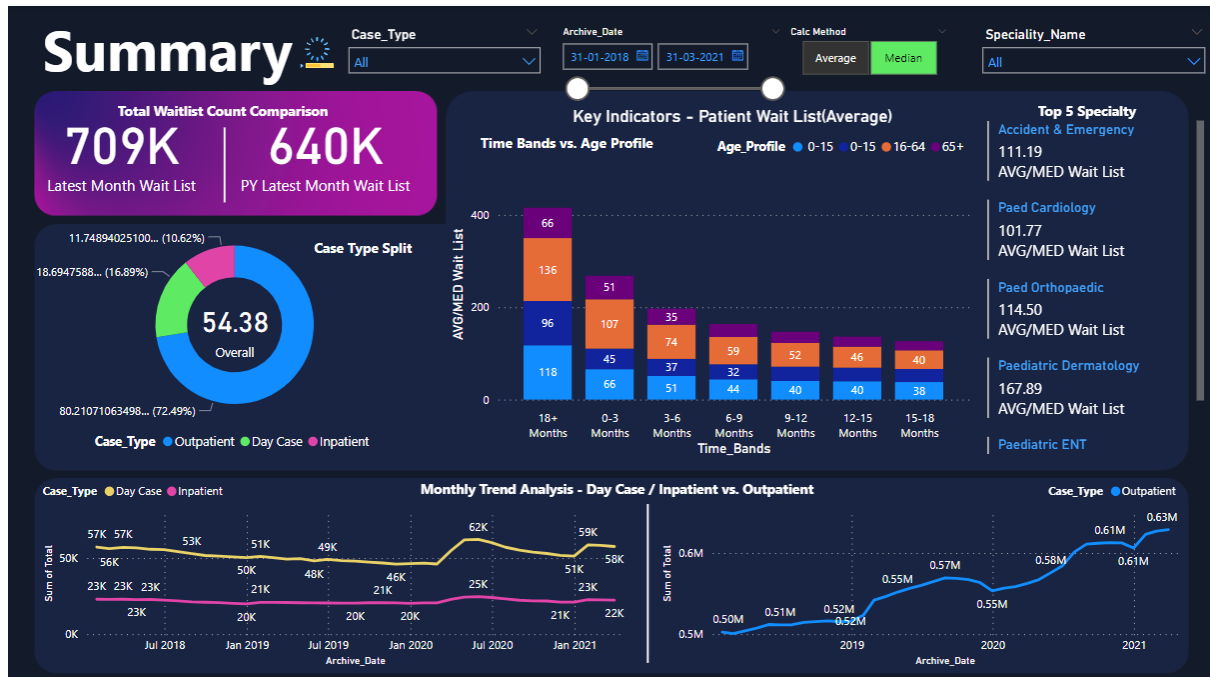 Summary
Case_Type
All
Archive_Date
31-01-2018
31-03-2021
Calc Method
Average
Median
Speciality_Name
All
Total Waitlist Count Comparison
709K
Latest Month Wait List
640K
PY Latest Month Wait List
Case Type Split
11.74894025100... (10.62%)
18.6947588... (16.89%)
54.38
Overall
80.21071063498... (72.49%)
Case_Type Outpatient Day Case Inpatient
Key Indicators - Patient Wait List(Average)
Time Bands vs. Age Profile
Age_Profile 0-15 0-15 16-64 65+
AVG/MED Wait List
400
200
0
66
136
96
118
51
107
45
66
35
74
37
51
59
32
44
52
40
46
40
40
38
18+ Months
0-3 Months
3-6 Months
6-9 Months
9-12 Months
12-15 Months
15-18 Months
Time_Bands
Top 5 Specialty
Accident & Emergency
111.19
AVG/MED Wait List
Paed Cardiology
101.77
AVG/MED Wait List
Paed Orthopaedic
114.50
AVG/MED Wait List
Paediatric Dermatology
167.89
AVG/MED Wait List
Paediatric ENT
Monthly Trend Analysis - Day Case / Inpatient vs. Outpatient
Case_Type Day Case Inpatient
Sum of Total
50K
0K
57K 57K
56K
53K
51K
50K
49K
48K
46K
62K
51K
59K
58K
23K 23K 23K
23K
21K
20K
20K
21K
20K
25K
21K
23K
22K
Jul 2018
Jan 2019
Jul 2019
Jan 2020
Jul 2020
Jan 2021
Archive_Date
Case_Type Outpatient
Sum of Total
0.6M
0.5M
0.50M
0.51M
0.52M
0.52M
0.55M
0.57M
0.55M
0.58M
0.61M
0.61M
0.63M
2019
2020
2021
Archive_Date